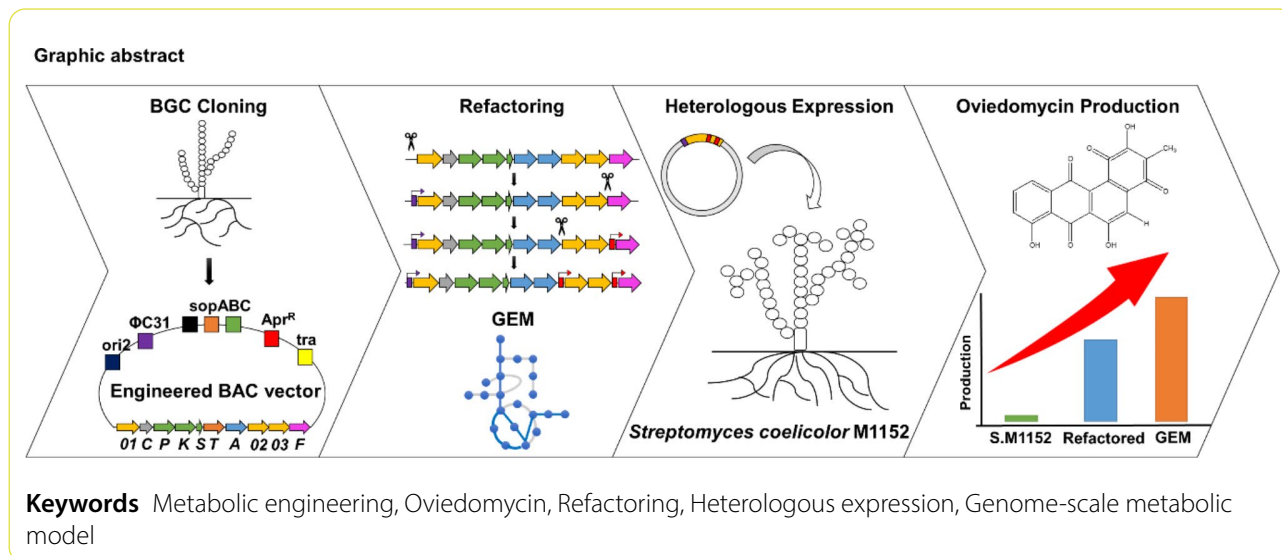 Graphic abstract
BGC Cloning
Refactoring
Heterologous Expression
Oviedomycin Production
OH
O
CH₃
O
O
O
H
OH
O
OH
sopABC
ΦC31
Apr^R
ori2
tra
Engineered BAC vector
01 C P K S T A 02 03 F
GEM
Streptomyces coelicolor M1152
Production
S.M1152 Refactored GEM
Keywords Metabolic engineering, Oviedomycin, Refactoring, Heterologous expression, Genome-scale metabolic
model